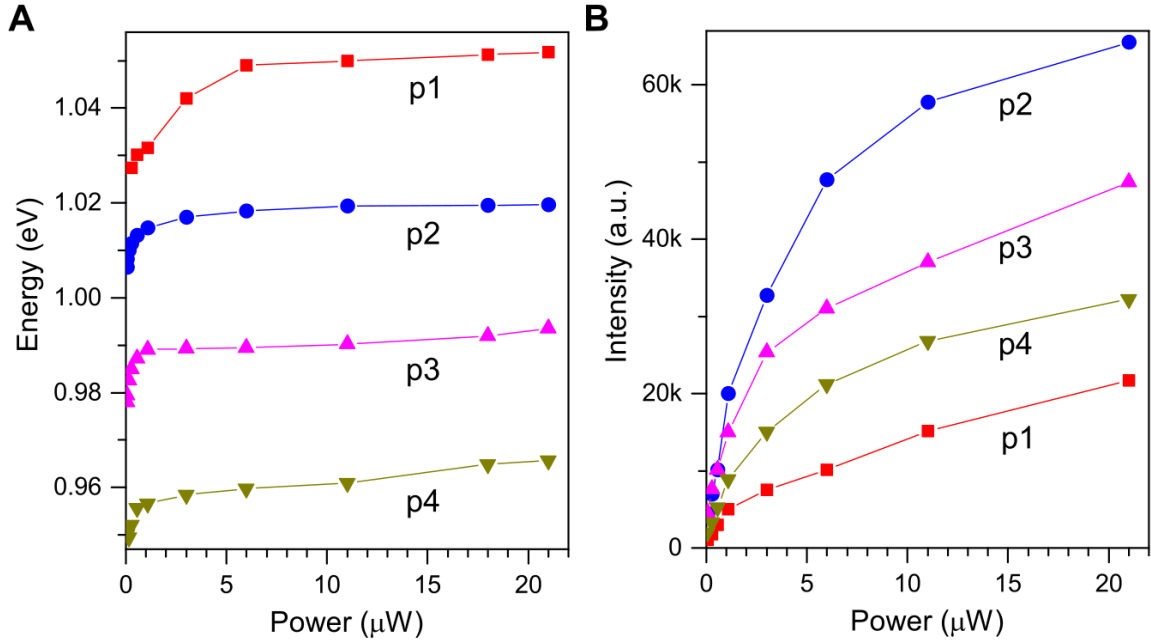 A
B
Energy (eV)
1.04
1.02
1.00
0.98
0.96
p1
p2
p3
p4
0
5
10
15
20
Power (μW)
Intensity (a.u.)
60k
40k
20k
0
p2
p3
p4
p1
0
5
10
15
20
Power (μW)